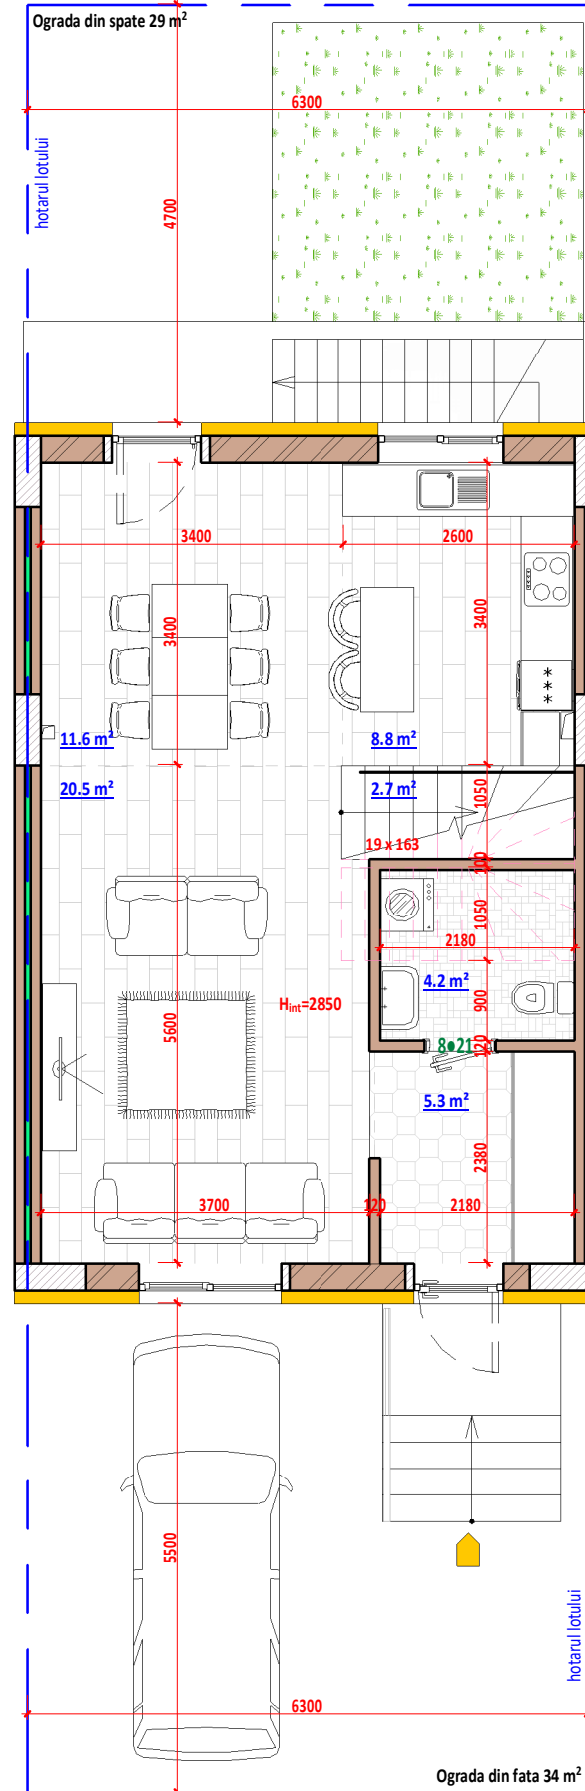 Ograda din spate 29 m²
6300
hotarul lotului
4700
3400
2600
3400
3400
11.6 m²
8.8 m²
20.5 m²
2.7 m²
1050
19 x 163
100
1050
2180
4.2 m²
900
Hint=2850
5600
120
8•21
5.3 m²
2380
3700
120
2180
5500
hotarul lotului
6300
Ograda din fata 34 m²